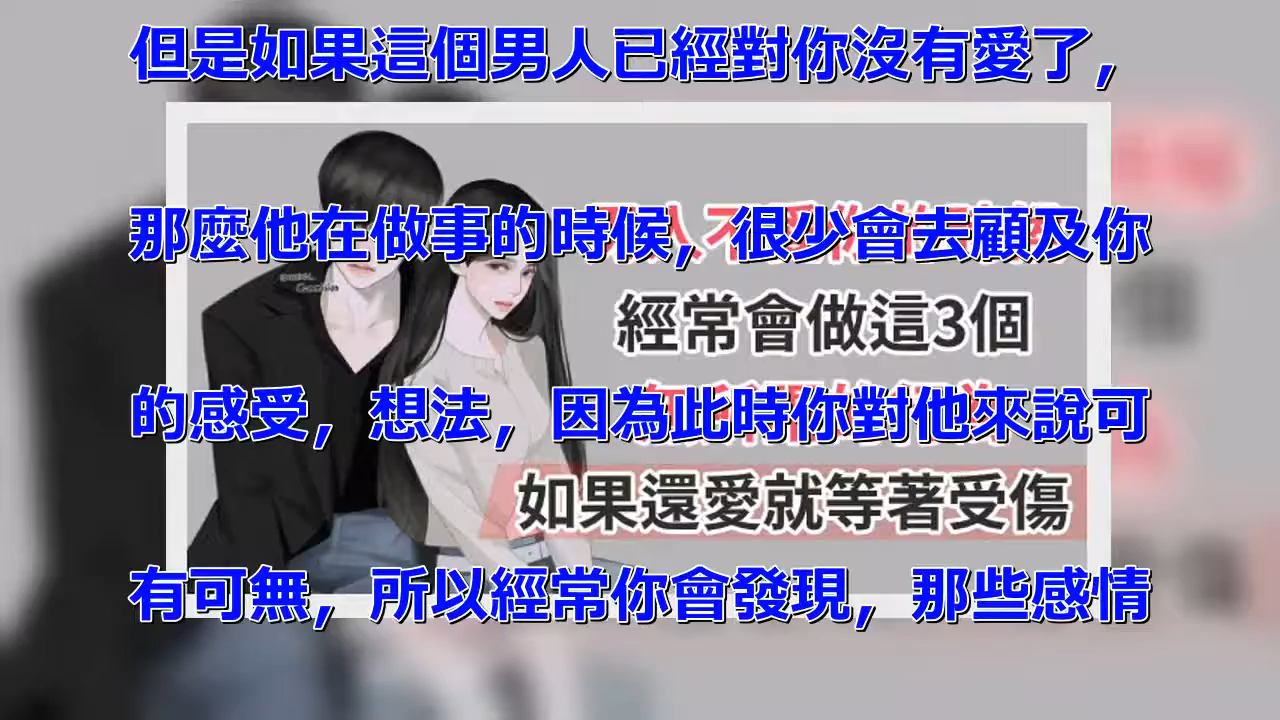 但是如果這個男人已經對你沒有愛了，
那麼他在做事的時候，很少會去顧及你
經常會做這3個
的感受，想法，因為此時你對他來說可
如果還愛就等著受傷
有可無，所以經常你會發現，那些感情